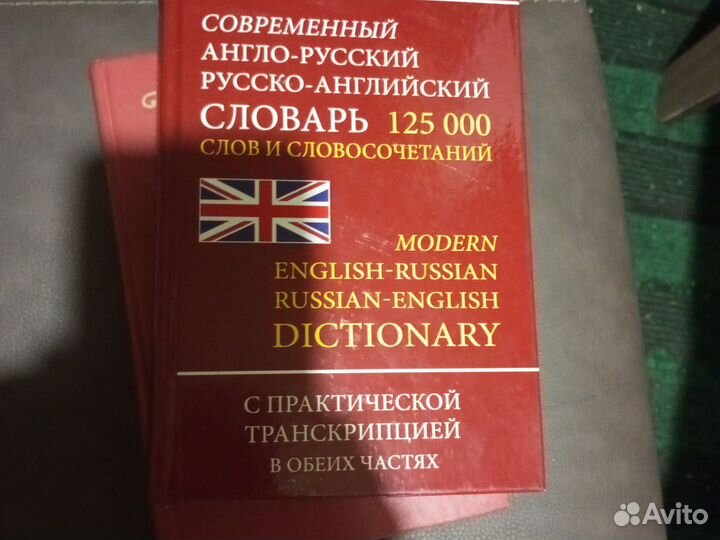 СОВРЕМЕННЫЙ
АНГЛО-РУССКИЙ
РУССКО-АНГЛИЙСКИЙ
СЛОВАРЬ 125 000
СЛОВ И СЛОВОСОЧЕТАНИЙ
MODERN
ENGLISH-RUSSIAN
RUSSIAN-ENGLISH
DICTIONARY
С ПРАКТИЧЕСКОЙ
ТРАНСКРИПЦИЕЙ
В ОБЕИХ ЧАСТЯХ
Avito